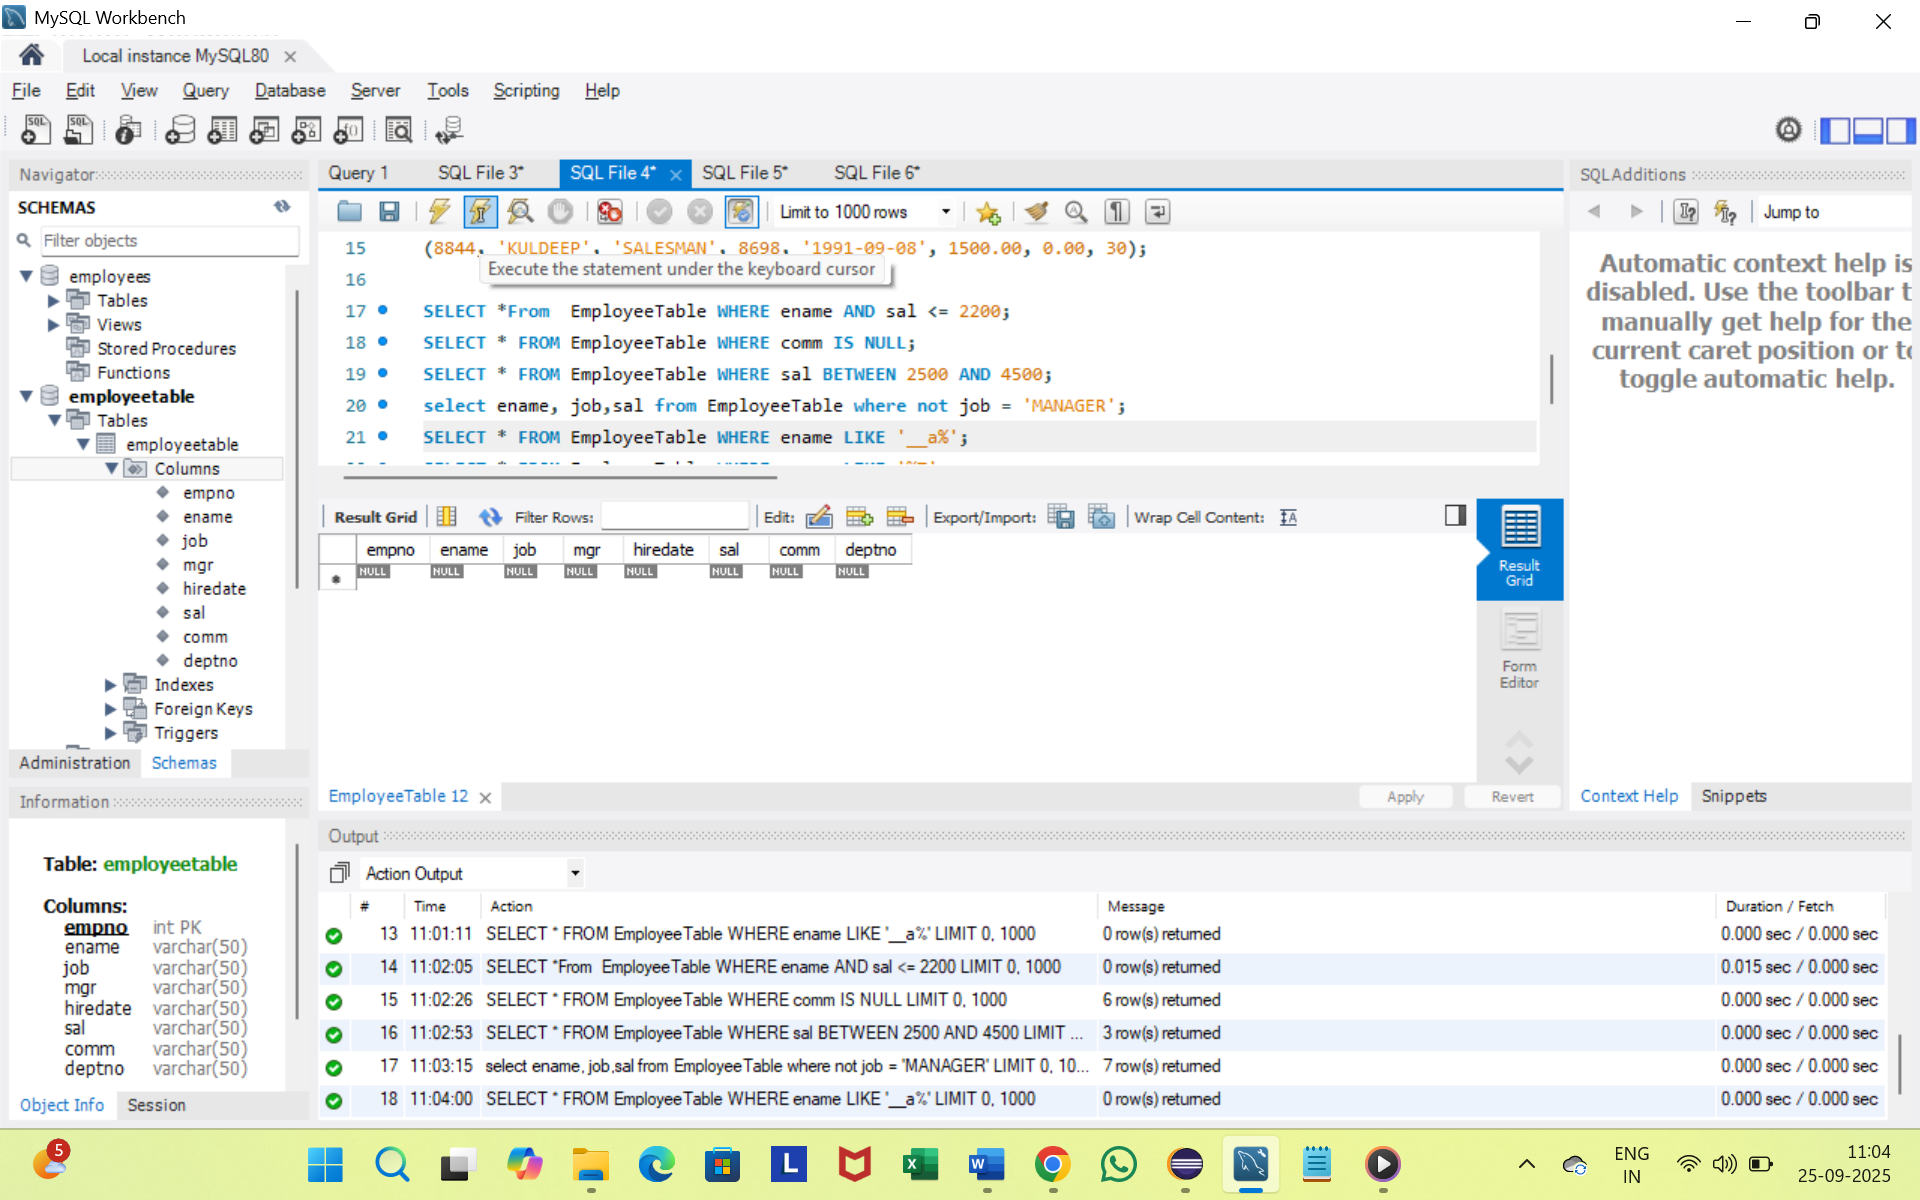 MySQL Workbench
Local instance MySQL80
File Edit View Query Database Server Tools Scripting Help
Navigator
SCHEMAS
Filter objects
employees
Tables
Views
Stored Procedures
Functions
employeetable
Tables
employeetable
Columns
empno
ename
job
mgr
hiredate
sal
comm
deptno
Indexes
Foreign Keys
Triggers
Administration Schemas
Information
Table: employeetable
Columns:
empno int PK
ename varchar(50)
job varchar(50)
mgr varchar(50)
hiredate varchar(50)
sal varchar(50)
comm varchar(50)
deptno varchar(50)
Object Info Session
Query 1 SQL File 3* SQL File 4* SQL File 5* SQL File 6*
Limit to 1000 rows
15 (8844, 'KULDEEP', 'SALESMAN', 8698, '1991-09-08', 1500.00, 0.00, 30);
Execute the statement under the keyboard cursor
16
17 SELECT *From  EmployeeTable WHERE ename AND sal <= 2200;
18 SELECT * FROM EmployeeTable WHERE comm IS NULL;
19 SELECT * FROM EmployeeTable WHERE sal BETWEEN 2500 AND 4500;
20 select ename, job,sal from EmployeeTable where not job = 'MANAGER';
21 SELECT * FROM EmployeeTable WHERE ename LIKE '__a%';
Result Grid Filter Rows: Edit: Export/Import: Wrap Cell Content:
empno ename job mgr hiredate sal comm deptno
NULL NULL NULL NULL NULL NULL NULL NULL
Result Grid
Form Editor
EmployeeTable 12
Apply Revert
SQLAdditions
Jump to
Automatic context help is
disabled. Use the toolbar t
manually get help for the
current caret position or to
toggle automatic help.
Context Help Snippets
Output
Action Output
# Time Action Message Duration / Fetch
13 11:01:11 SELECT * FROM EmployeeTable WHERE ename LIKE '__a%' LIMIT 0, 1000 0 row(s) returned 0.000 sec / 0.000 sec
14 11:02:05 SELECT *From  EmployeeTable WHERE ename AND sal <= 2200 LIMIT 0, 1000 0 row(s) returned 0.015 sec / 0.000 sec
15 11:02:26 SELECT * FROM EmployeeTable WHERE comm IS NULL LIMIT 0, 1000 6 row(s) returned 0.000 sec / 0.000 sec
16 11:02:53 SELECT * FROM EmployeeTable WHERE sal BETWEEN 2500 AND 4500 LIMIT ... 3 row(s) returned 0.000 sec / 0.000 sec
17 11:03:15 select ename, job,sal from EmployeeTable where not job = 'MANAGER' LIMIT 0, 10... 7 row(s) returned 0.000 sec / 0.000 sec
18 11:04:00 SELECT * FROM EmployeeTable WHERE ename LIKE '__a%' LIMIT 0, 1000 0 row(s) returned 0.000 sec / 0.000 sec
5
ENG
IN
11:04
25-09-2025